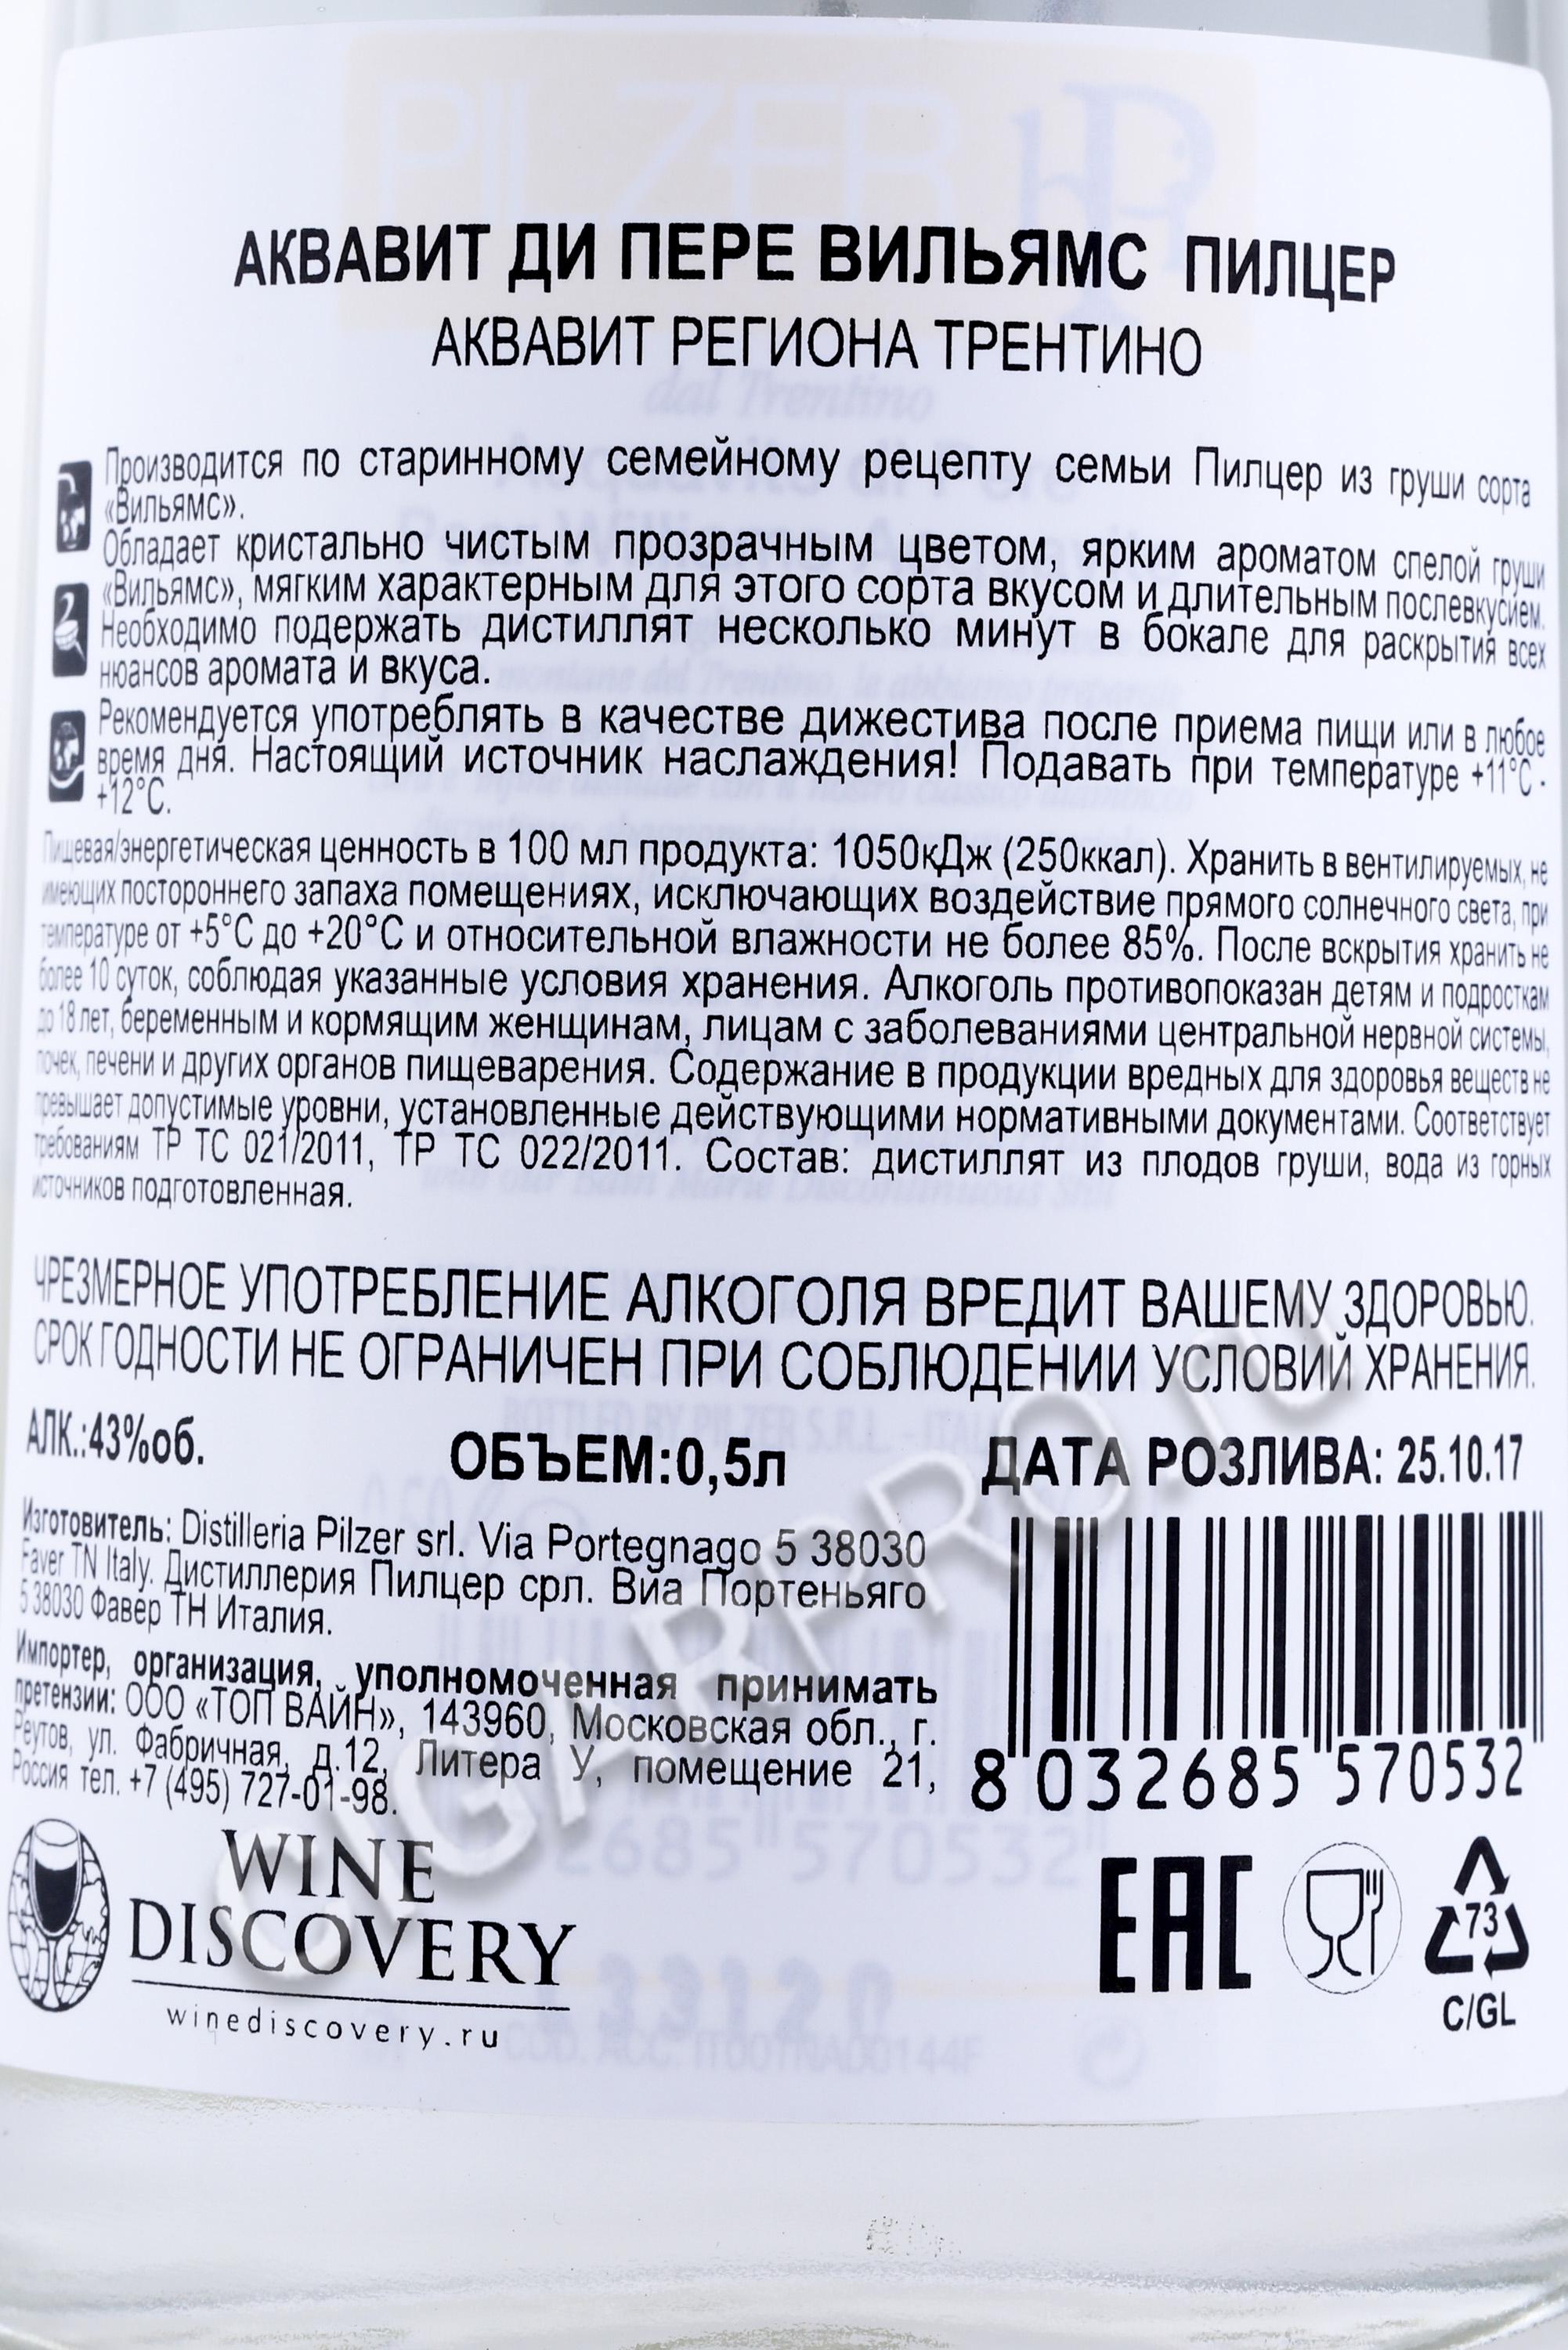 АКВАВИТ ДИ ПЕРЕ ВИЛЬЯМС ПИЛЦЕР
АКВАВИТ РЕГИОНА ТРЕНТИНО
Производится по старинному семейному рецепту семьи Пилцер из груши сорта
«Вильямс».
Обладает кристально чистым прозрачным цветом, ярким ароматом спелой груши
«Вильямс», мягким характерным для этого сорта вкусом и длительным послевкусием.
Необходимо подержать дистиллят несколько минут в бокале для раскрытия всех
нюансов аромата и вкуса.
Рекомендуется употреблять в качестве дижестива после приема пищи или в любое
время дня. Настоящий источник наслаждения! Подавать при температуре +11°С -
+12°С.
Пищевая/энергетическая ценность в 100 мл продукта: 1050кДж (250ккал). Хранить в вентилируемых, не
имеющих постороннего запаха помещениях, исключающих воздействие прямого солнечного света, при
температуре от +5°С до +20°С и относительной влажности не более 85%. После вскрытия хранить не
более 10 суток, соблюдая указанные условия хранения. Алкоголь противопоказан детям и подросткам
до 18 лет, беременным и кормящим женщинам, лицам с заболеваниями центральной нервной системы,
почек, печени и других органов пищеварения. Содержание в продукции вредных для здоровья веществ не
превышает допустимые уровни, установленные действующими нормативными документами. Соответствует
требованиям ТР ТС 021/2011, ТР ТС 022/2011. Состав: дистиллят из плодов груши, вода из горных
источников подготовленная.
ЧРЕЗМЕРНОЕ УПОТРЕБЛЕНИЕ АЛКОГОЛЯ ВРЕДИТ ВАШЕМУ ЗДОРОВЬЮ.
СРОК ГОДНОСТИ НЕ ОГРАНИЧЕН ПРИ СОБЛЮДЕНИИ УСЛОВИЙ ХРАНЕНИЯ.
АЛК.:43%об. ОБЪЕМ:0,5л ДАТА РОЗЛИВА: 25.10.17
Изготовитель: Distilleria Pilzer srl. Via Portegnago 5 38030
Faver TN Italy. Дистиллерия Пилцер срл. Виа Портеньяго
5 38030 Фавер ТН Италия.
Импортер, организация, уполномоченная принимать
претензии: ООО «ТОП ВАЙН», 143960, Московская обл., г.
Реутов, ул. Фабричная, д.12, Литера У, помещение 21,
Россия тел. +7 (495) 727-01-98.
8 032685 570532
WINE
DISCOVERY
winediscovery.ru
EAC
73
C/GL
CIGARPRO.ru
PILZER
dal Trentino